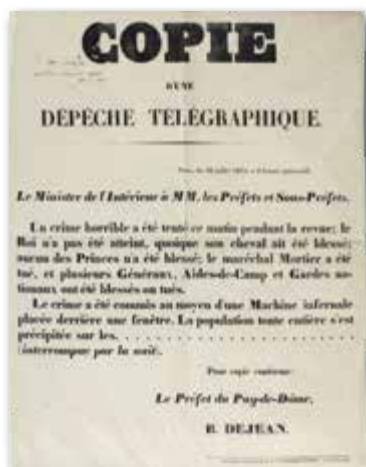 COPIE
D'UNE
DÉPÊCHE TÉLÉGRAPHIQUE.
Le Ministre de l'Intérieur à MM. les Préfets et Sous-Préfets.
Un crime horrible a été tenté ce matin pendant la revue; le
Roi n'a pas été atteint, quoique son cheval ait été blessé;
aucun des Princes n'a été blessé; le maréchal Mortier a été
tué, et plusieurs Généraux, Aides-de-Camp et Gardes na-
tionaux ont été blessés ou tués.
Le crime a été commis au moyen d'une Machine infernale
placée derrière une fenêtre. La population toute entière s'est
précipitée sur les. . . . . . . . . . . . . . . . . . . . . . .
(interrompue par la nuit).
Pour copie conforme:
Le Préfet du Puy-de-Dôme,
B. DEJEAN.